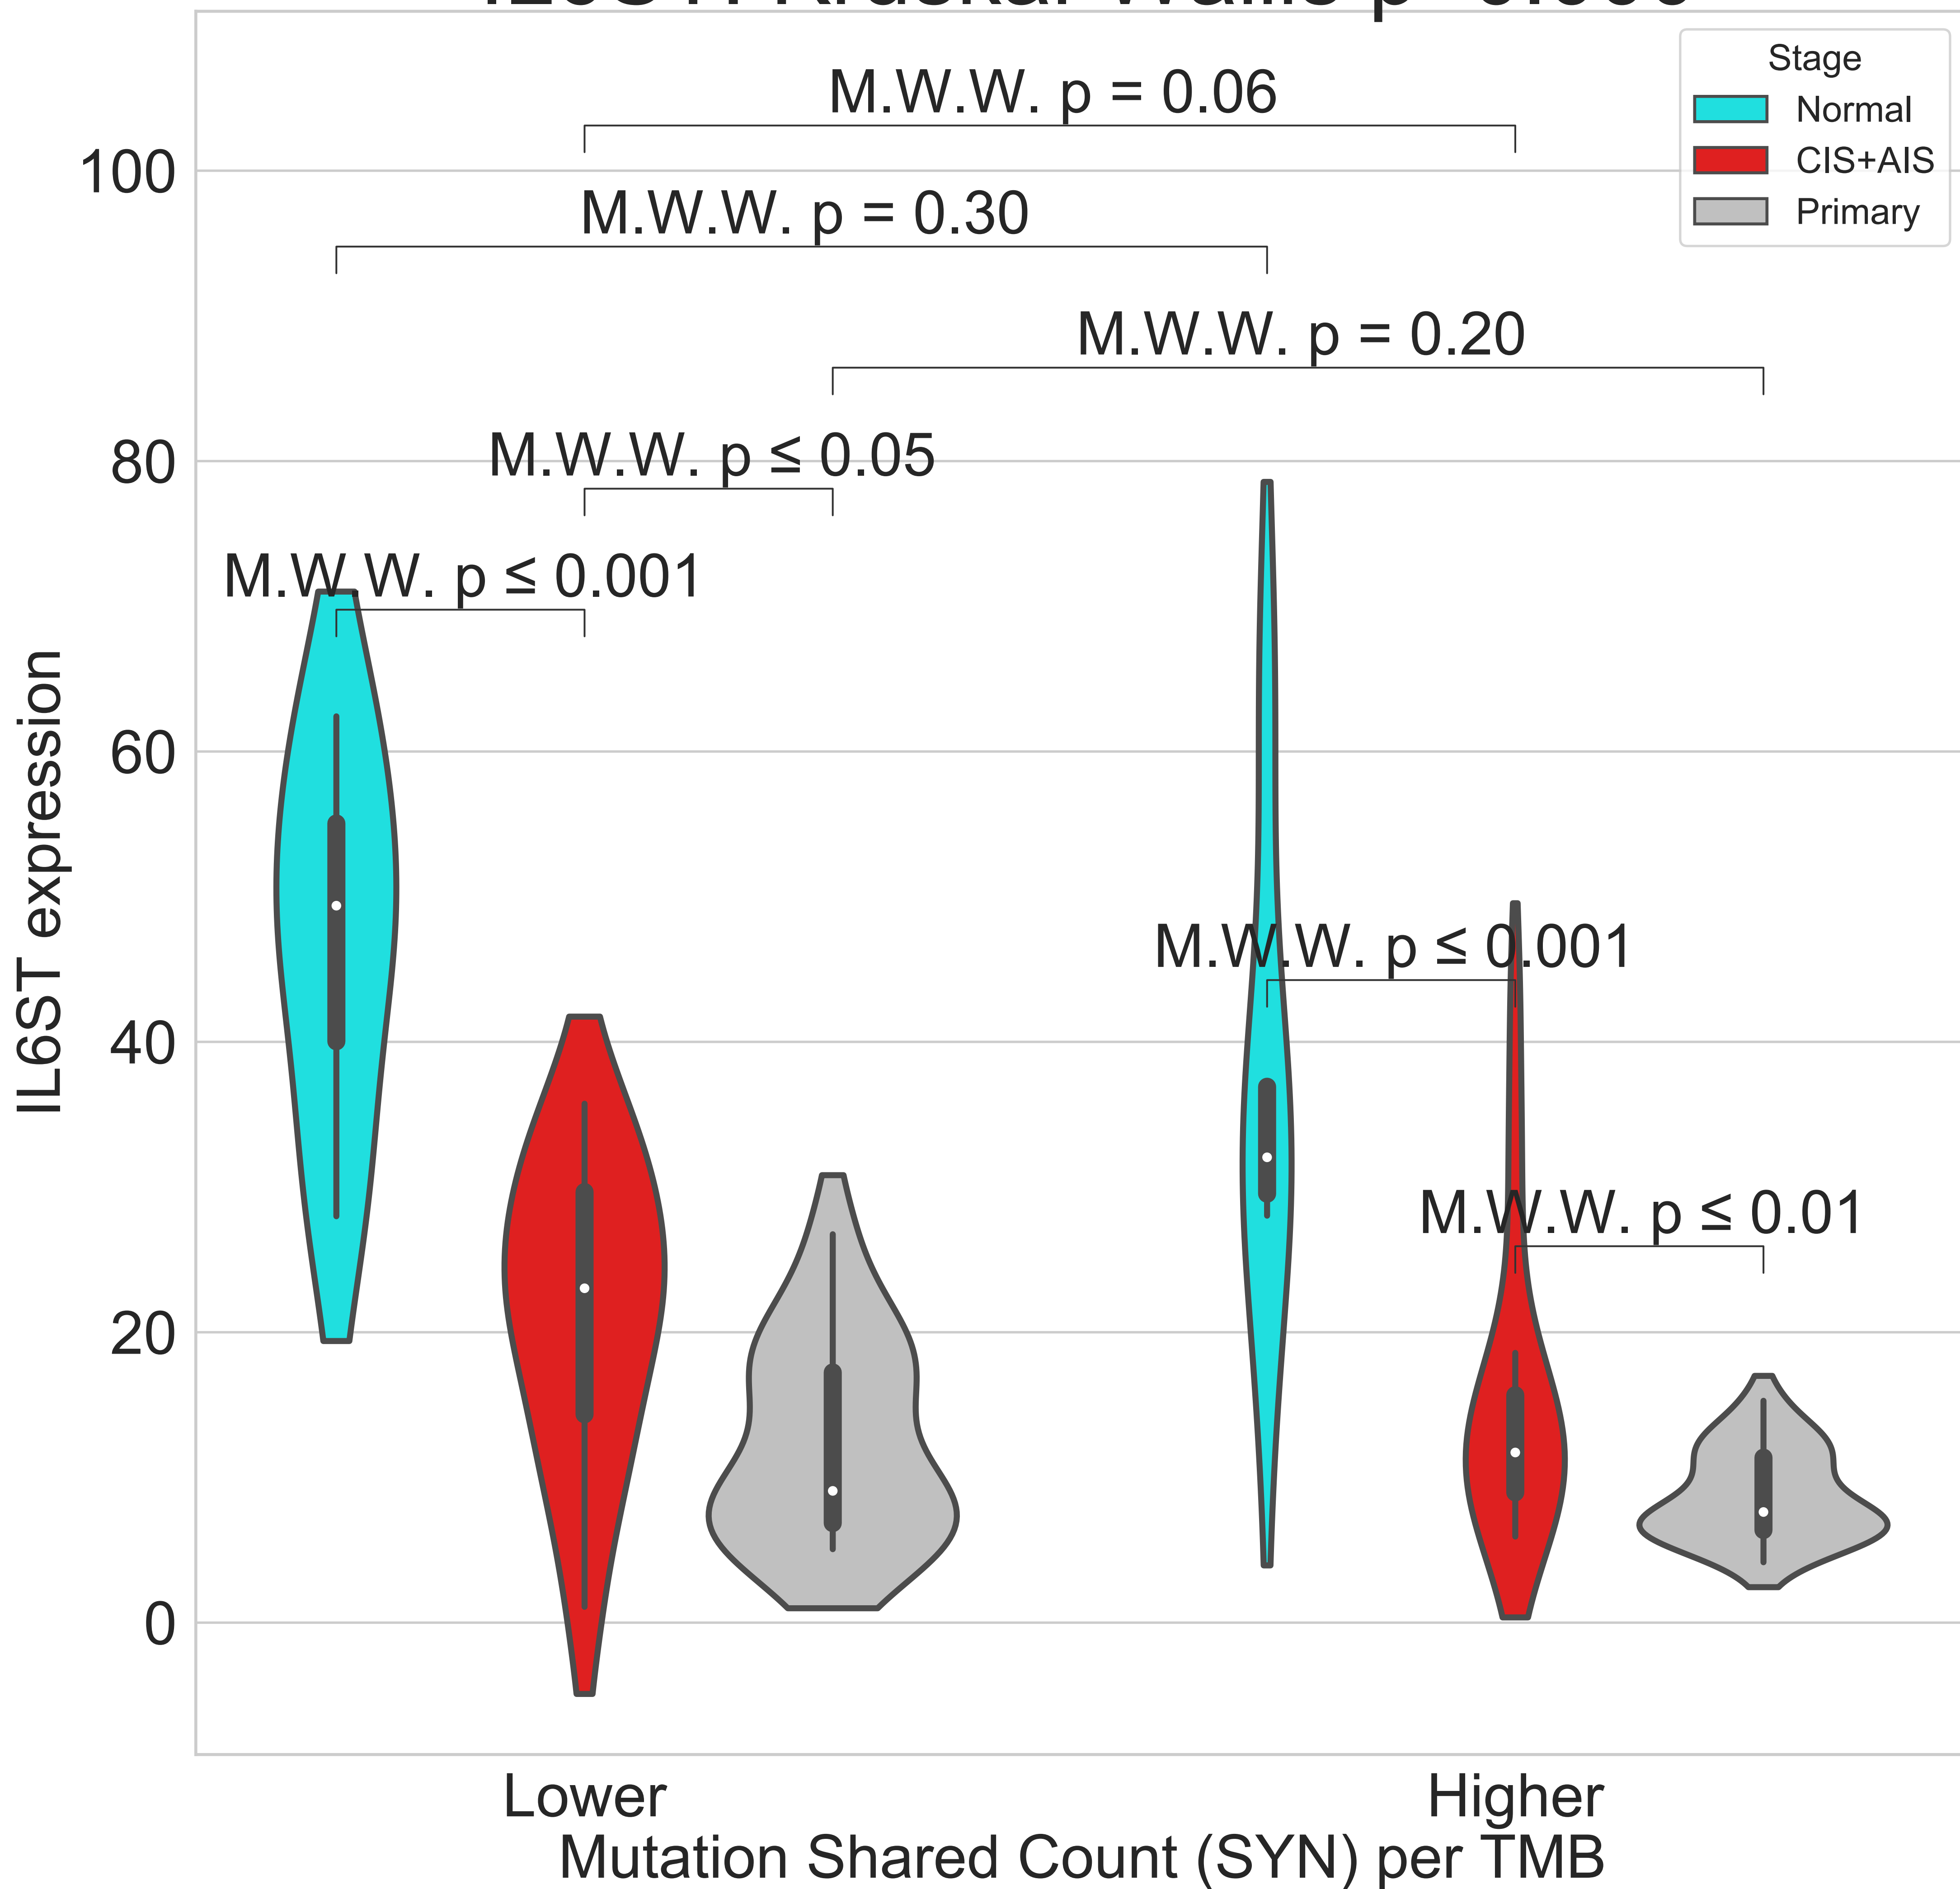 Stage
Normal
CIS+AIS
Primary
M.W.W. p = 0.06
M.W.W. p = 0.30
M.W.W. p = 0.20
M.W.W. p ≤ 0.05
M.W.W. p ≤ 0.001
M.W.W. p ≤ 0.001
M.W.W. p ≤ 0.01
100
80
60
40
20
0
IL6ST expression
Lower
Higher
Mutation Shared Count (SYN) per TMB